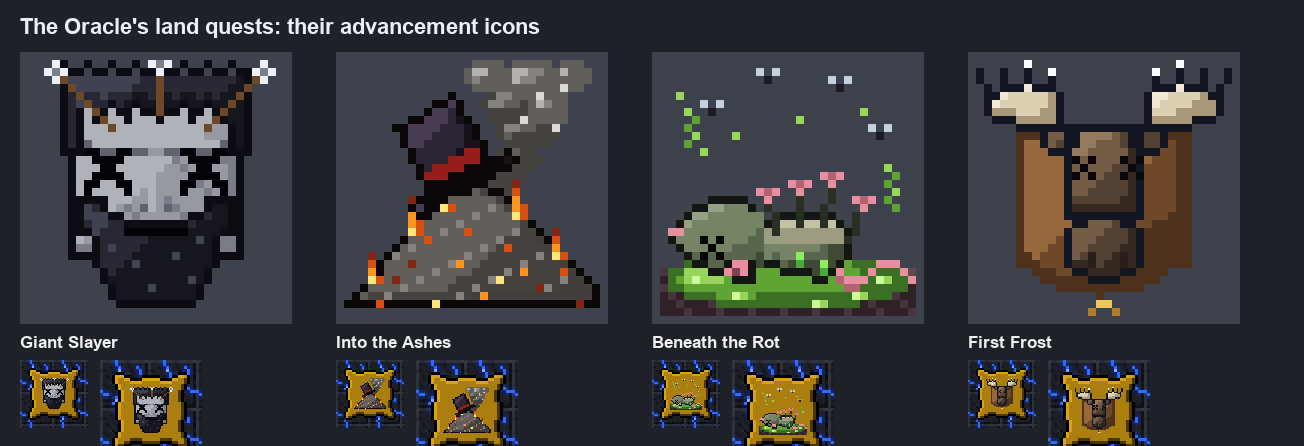 The Oracle's land quests: their advancement icons
Giant Slayer
Into the Ashes
Beneath the Rot
First Frost